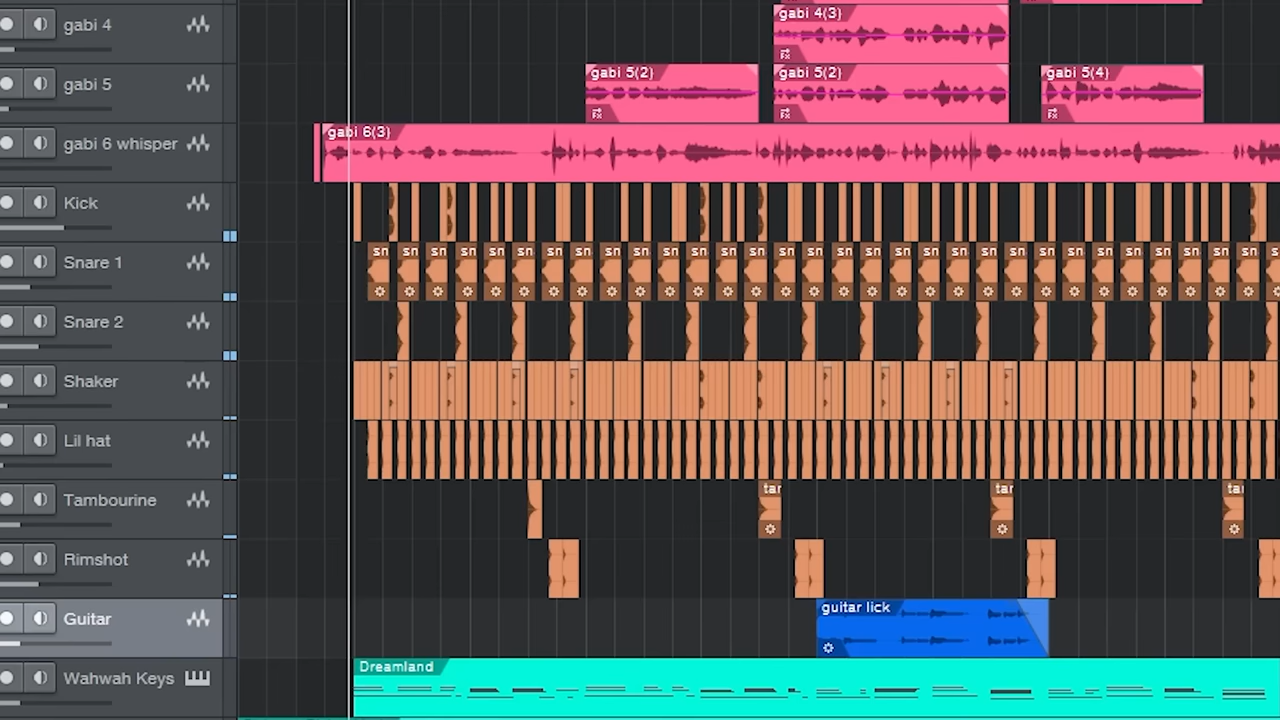 gabi 4
gabi 4(3)
gabi 5
gabi 5(2)
gabi 5(2)
gabi 5(4)
gabi 6 whisper
gabi 6(3)
Kick
Snare 1
sn sn sn sn sn sn sn sn sn sn sn sn sn sn sn sn sn sn sn sn sn sn sn sn sn sn sn sn sn sn sn sn
Snare 2
Shaker
Lil hat
Tambourine
tar
tar
tar
Rimshot
Guitar
guitar lick
Wahwah Keys
Dreamland